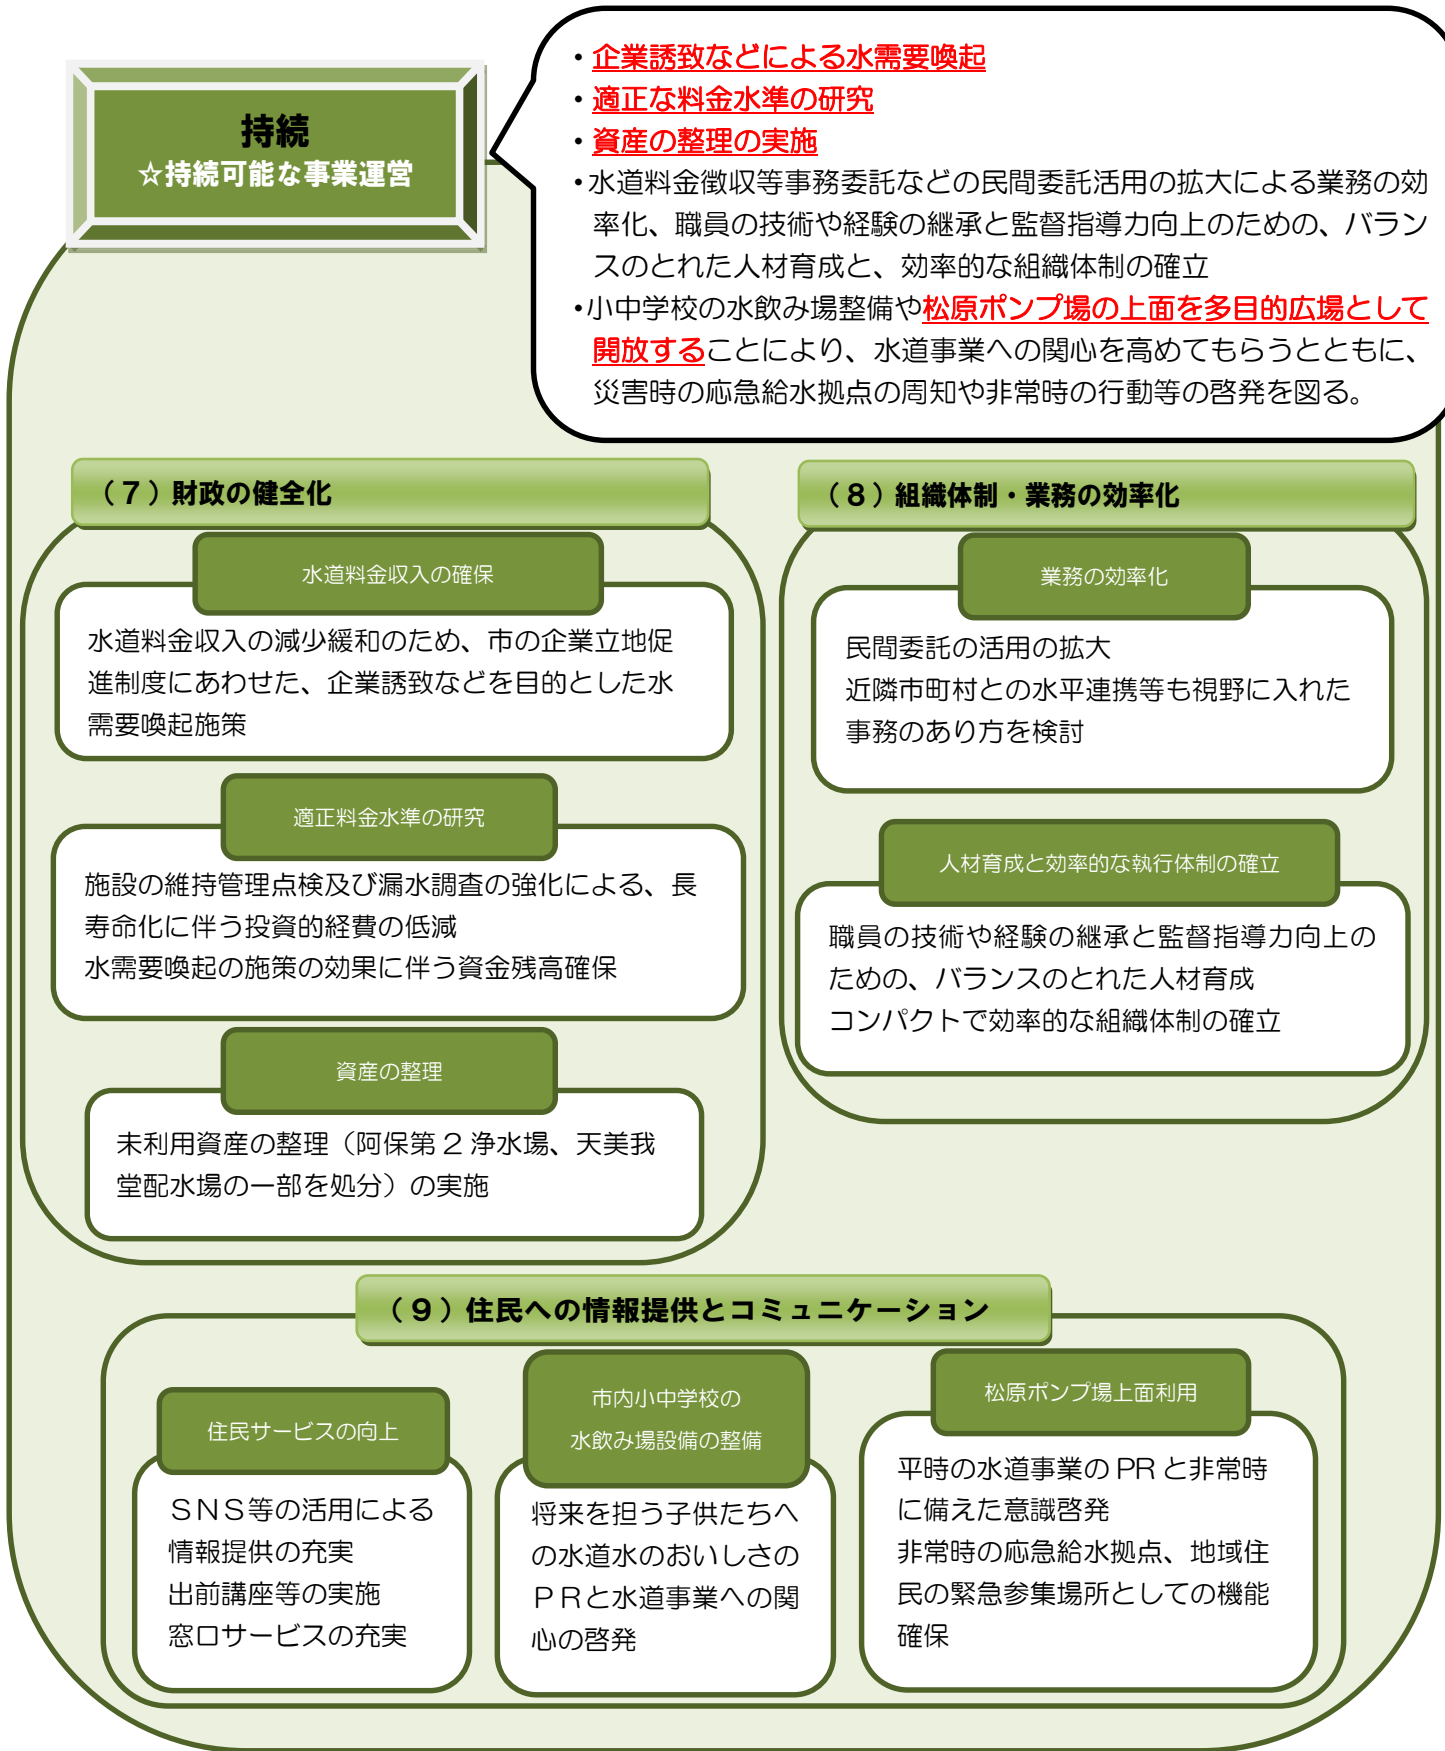 持続
☆持続可能な事業運営
・企業誘致などによる水需要喚起
・適正な料金水準の研究
・資産の整理の実施
・水道料金徴収等事務委託などの民間委託活用の拡大による業務の効
率化、職員の技術や経験の継承と監督指導力向上のための、バラン
スのとれた人材育成と、効率的な組織体制の確立
・小中学校の水飲み場整備や松原ポンプ場の上面を多目的広場として
開放することにより、水道事業への関心を高めてもらうとともに、
災害時の応急給水拠点の周知や非常時の行動等の啓発を図る。
（７）財政の健全化
水道料金収入の確保
水道料金収入の減少緩和のため、市の企業立地促
進制度にあわせた、企業誘致などを目的とした水
需要喚起施策
適正料金水準の研究
施設の維持管理点検及び漏水調査の強化による、長
寿命化に伴う投資的経費の低減
水需要喚起の施策の効果に伴う資金残高確保
資産の整理
未利用資産の整理（阿保第２浄水場、天美我
堂配水場の一部を処分）の実施
（８）組織体制・業務の効率化
業務の効率化
民間委託の活用の拡大
近隣市町村との水平連携等も視野に入れた
事務のあり方を検討
人材育成と効率的な執行体制の確立
職員の技術や経験の継承と監督指導力向上の
ための、バランスのとれた人材育成
コンパクトで効率的な組織体制の確立
（９）住民への情報提供とコミュニケーション
住民サービスの向上
ＳＮＳ等の活用による
情報提供の充実
出前講座等の実施
窓口サービスの充実
市内小中学校の
水飲み場設備の整備
将来を担う子供たちへ
の水道水のおいしさの
ＰＲと水道事業への関
心の啓発
松原ポンプ場上面利用
平時の水道事業の PR と非常時
に備えた意識啓発
非常時の応急給水拠点、地域住
民の緊急参集場所としての機能
確保